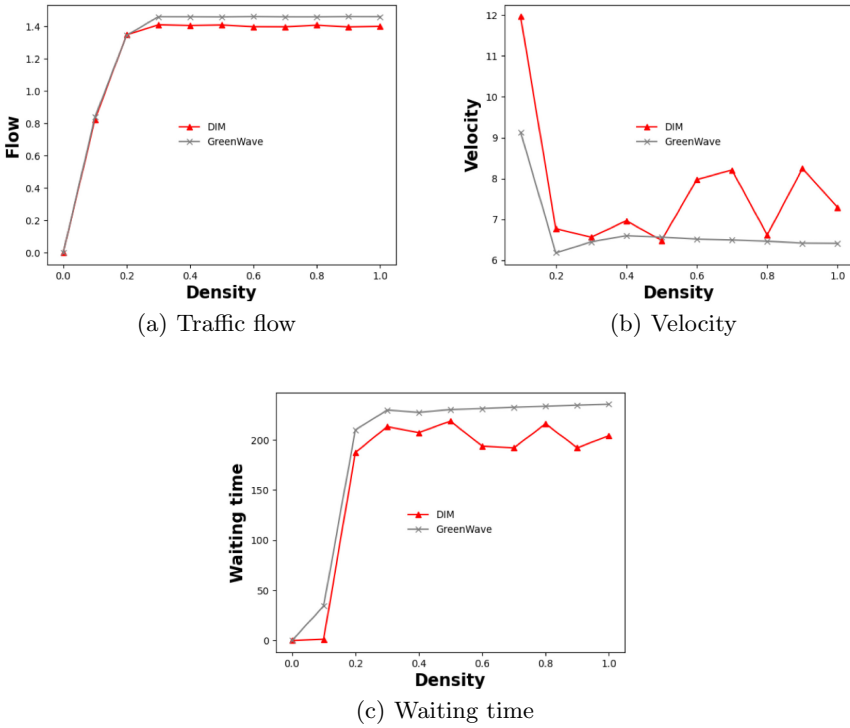 1.4
1.2
1.0
0.8
0.6
0.4
0.2
0.0
Flow
DIM
GreenWave
0.0 0.2 0.4 0.6 0.8 1.0
Density
(a) Traffic flow
12
11
10
9
8
7
6
Velocity
DIM
GreenWave
0.2 0.4 0.6 0.8 1.0
Density
(b) Velocity
200
150
100
50
0
Waiting time
DIM
GreenWave
0.0 0.2 0.4 0.6 0.8 1.0
Density
(c) Waiting time